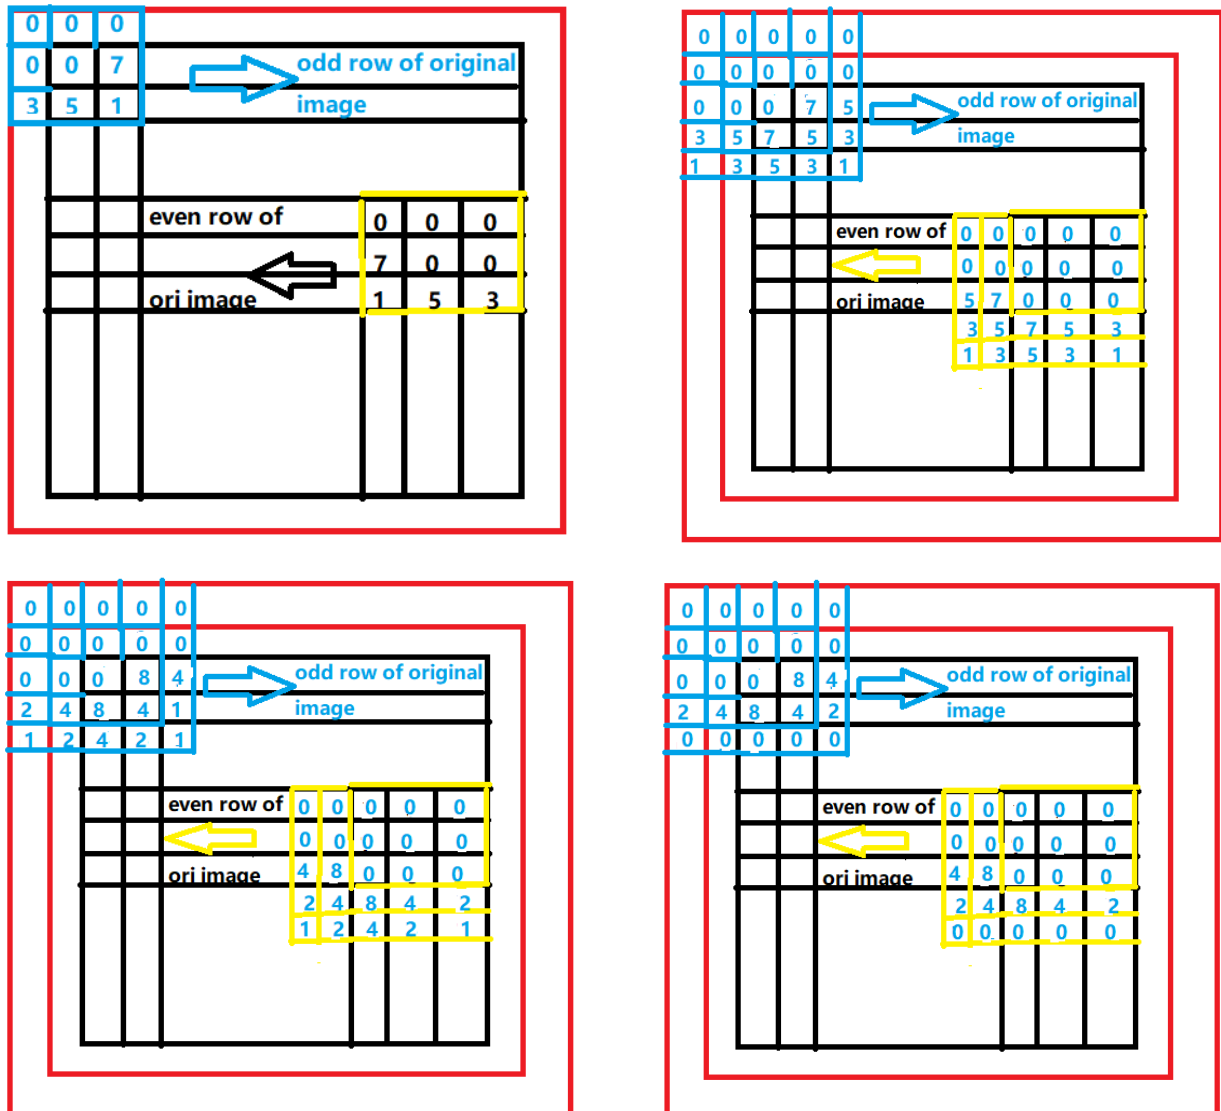 0 0 0
0 0 7 odd row of original
3 5 1 image
even row of 0 0 0
7 0 0
ori image 1 5 3
0 0 0 0 0
0 0 0 0 0
0 0 0 7 5 odd row of original
3 5 7 5 3 image
1 3 5 3 1
even row of 0 0 0 0 0
0 0 0 0 0
ori image 5 7 0 0 0
3 5 7 5 3
1 3 5 3 1
0 0 0 0 0
0 0 0 0 0
0 0 0 8 4 odd row of original
2 4 8 4 1 image
1 2 4 2 1
even row of 0 0 0 0 0
0 0 0 0 0
ori image 4 8 0 0 0
2 4 8 4 2
1 2 4 2 1
0 0 0 0 0
0 0 0 0 0
0 0 0 8 4 odd row of original
2 4 8 4 2 image
0 0 0 0 0
even row of 0 0 0 0 0
0 0 0 0 0
ori image 4 8 0 0 0
2 4 8 4 2
0 0 0 0 0